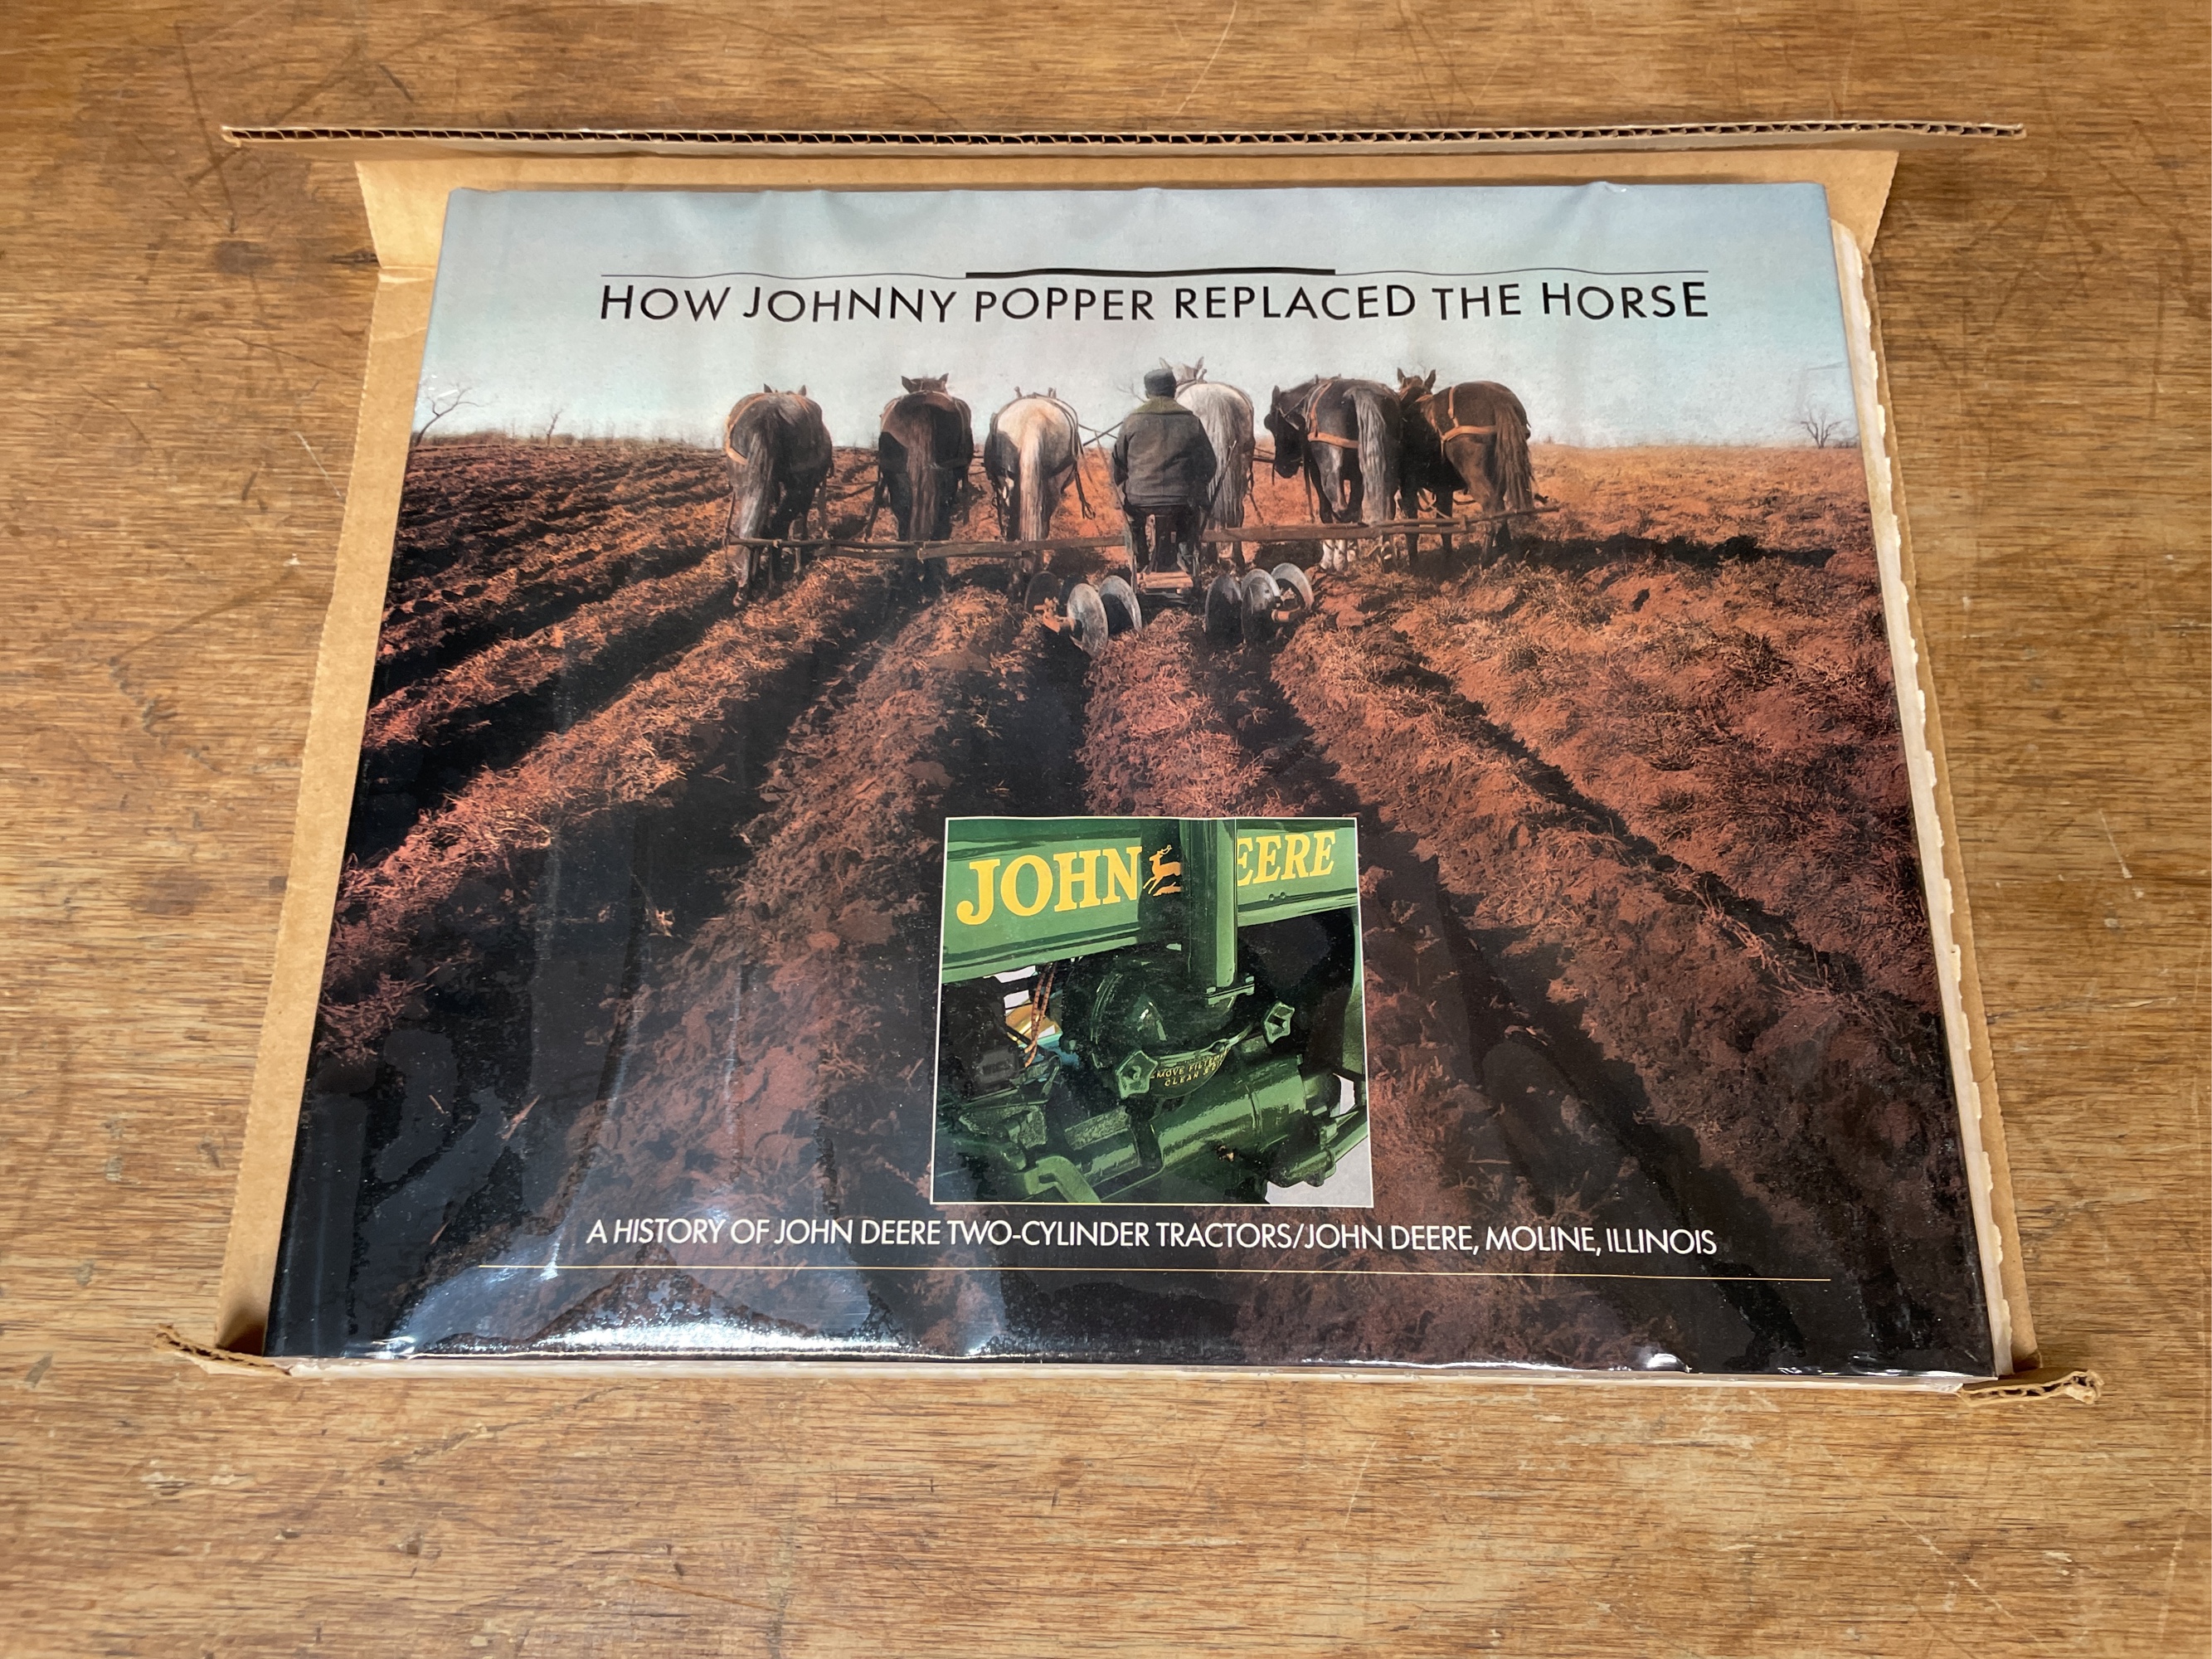 HOW JOHNNY POPPER REPLACED THE HORSE
JOHN EERE
CLEAN
A HISTORY OF JOHN DEERE TWO-CYLINDER TRACTORS/JOHN DEERE, MOLINE, ILLINOIS